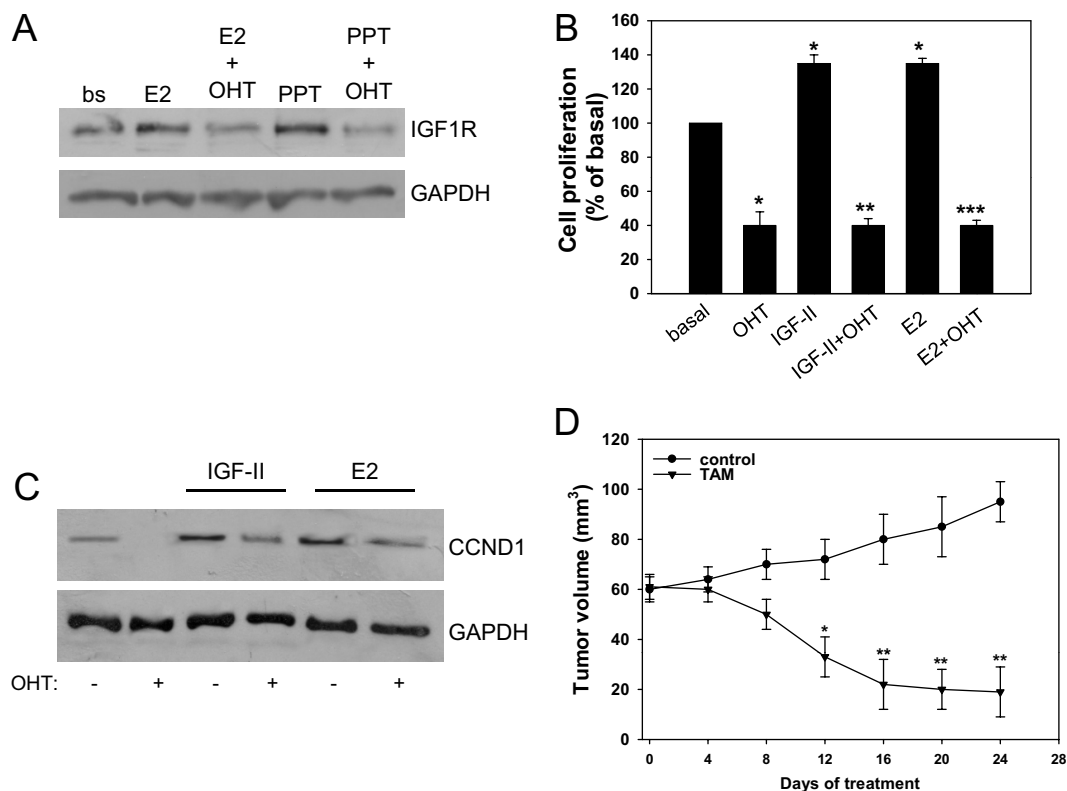 A
bs
E2
E2
+
OHT
PPT
PPT
+
OHT
IGF1R
GAPDH
B
Cell proliferation
(% of basal)
160
140
120
100
80
60
40
20
0
*
*
**
*
***
basal
OHT
IGF-II
IGF-II+OHT
E2
E2+OHT
C
IGF-II
E2
CCND1
GAPDH
OHT: - + - + - +
D
Tumor volume (mm³)
120
100
80
60
40
20
0
control
TAM
*
**
**
**
0 4 8 12 16 20 24 28
Days of treatment